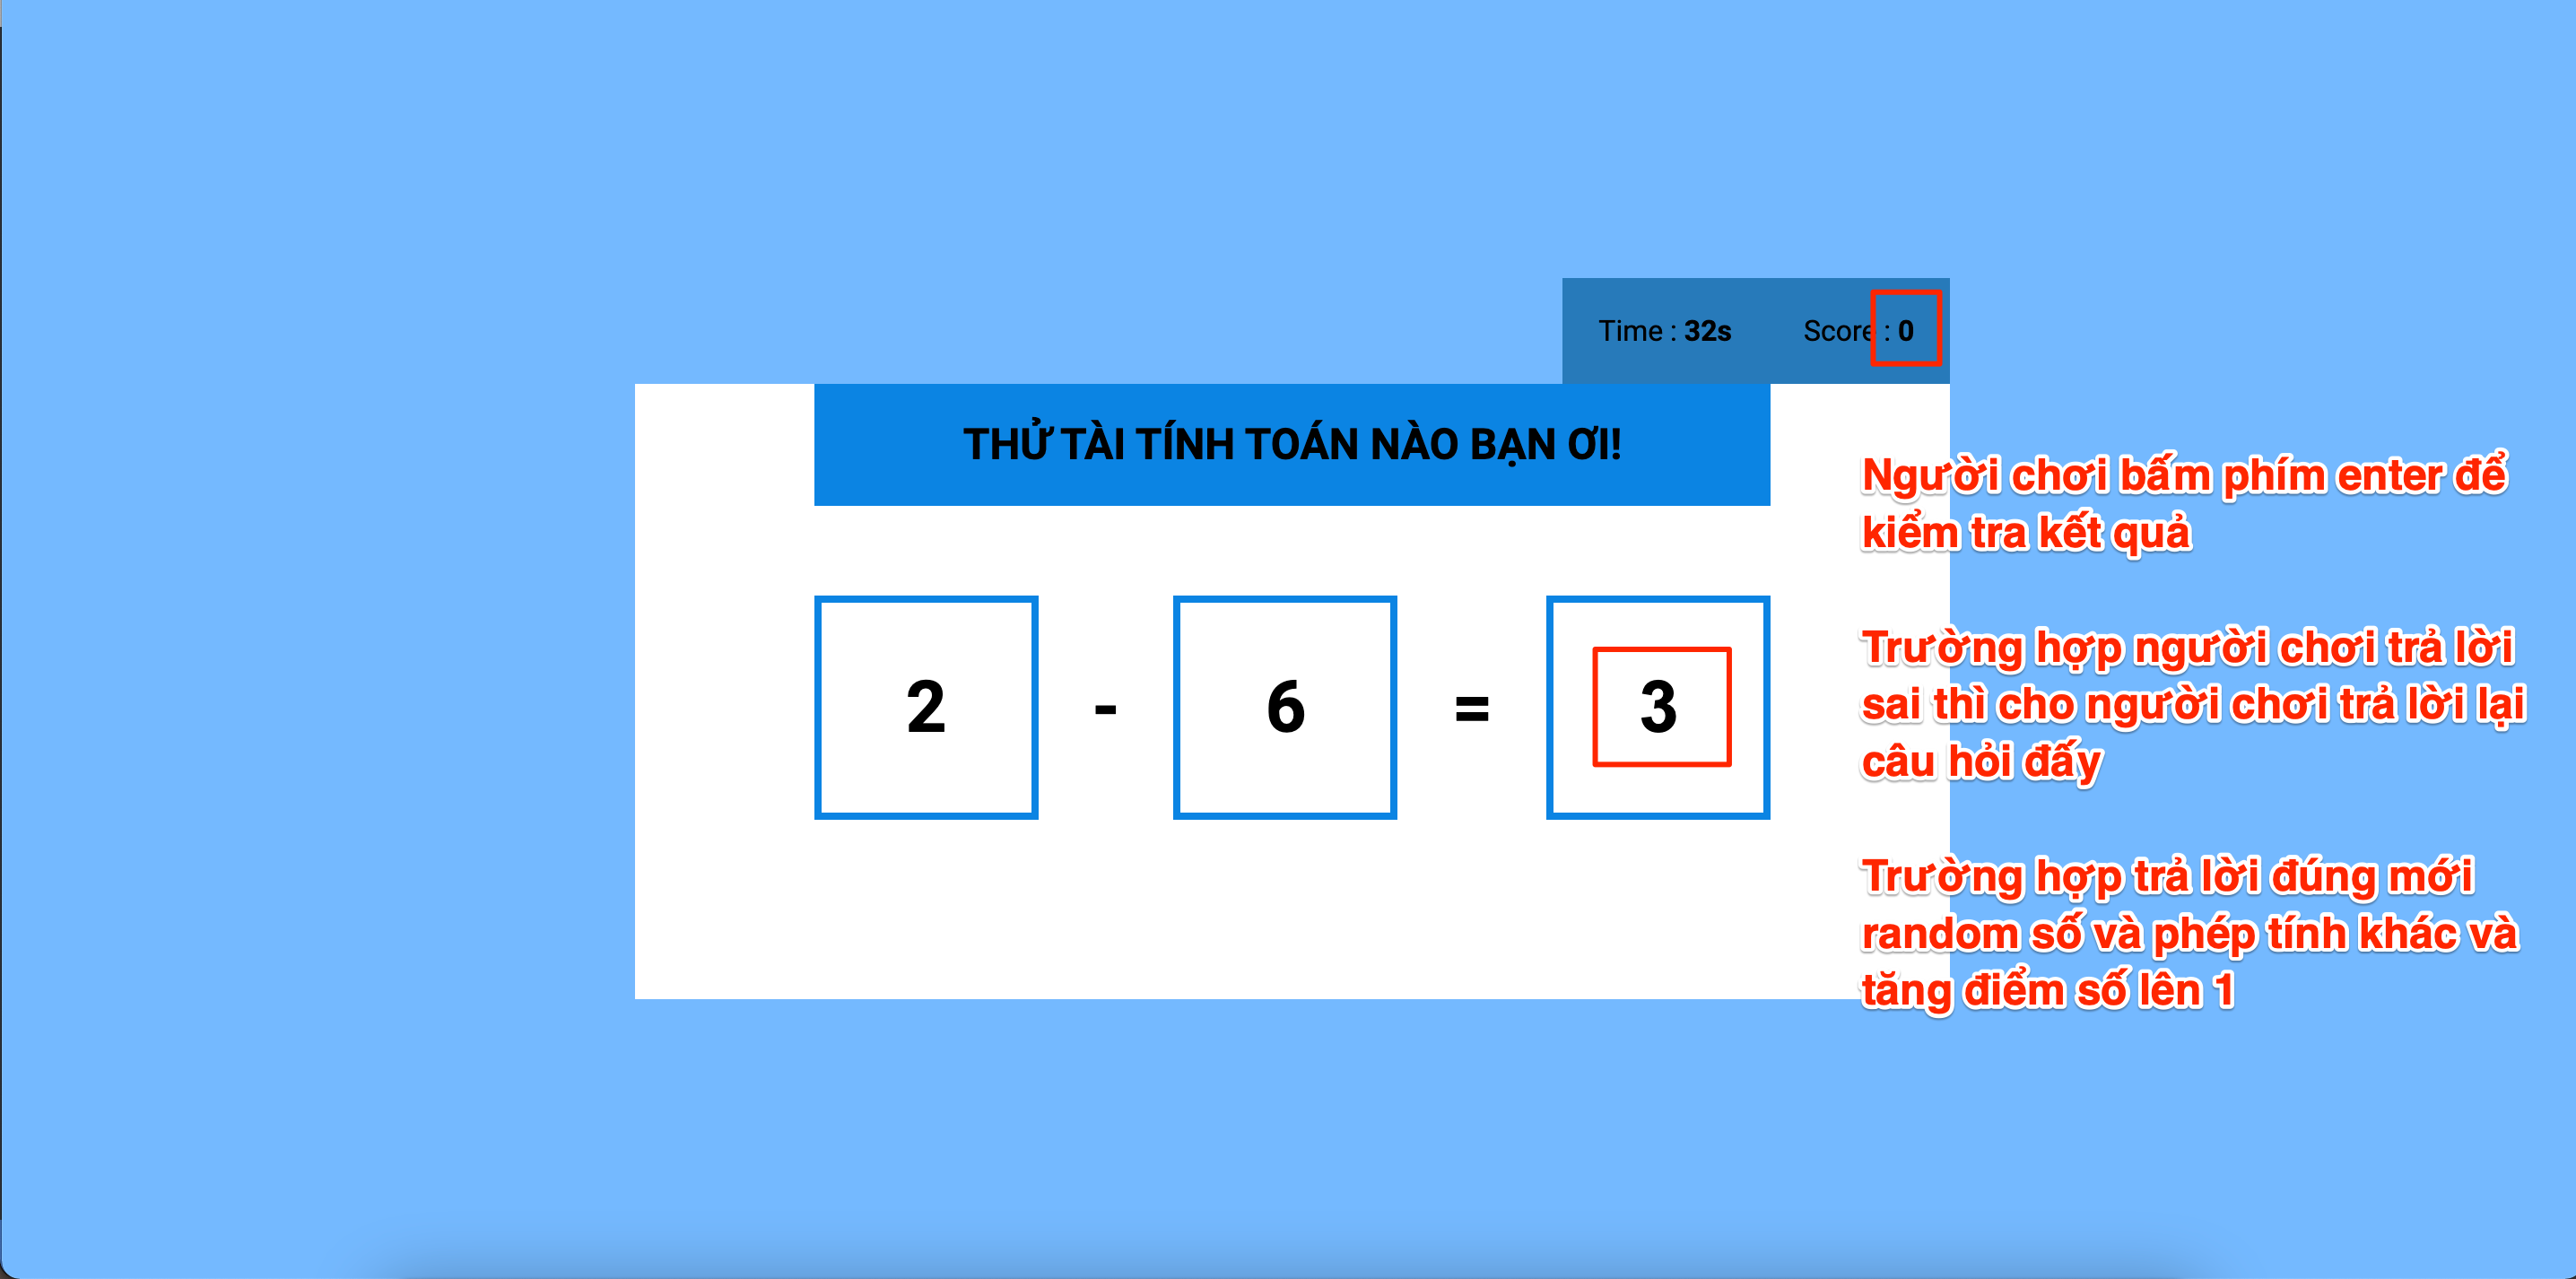 Time : 32s Score : 0
THỬ TÀI TÍNH TOÁN NÀO BẠN ƠI!
2 - 6 = 3
Người chơi bấm phím enter để
kiểm tra kết quả
Trường hợp người chơi trả lời
sai thì cho người chơi trả lời lại
câu hỏi đấy
Trường hợp trả lời đúng mới
random số và phép tính khác và
tăng điểm số lên 1